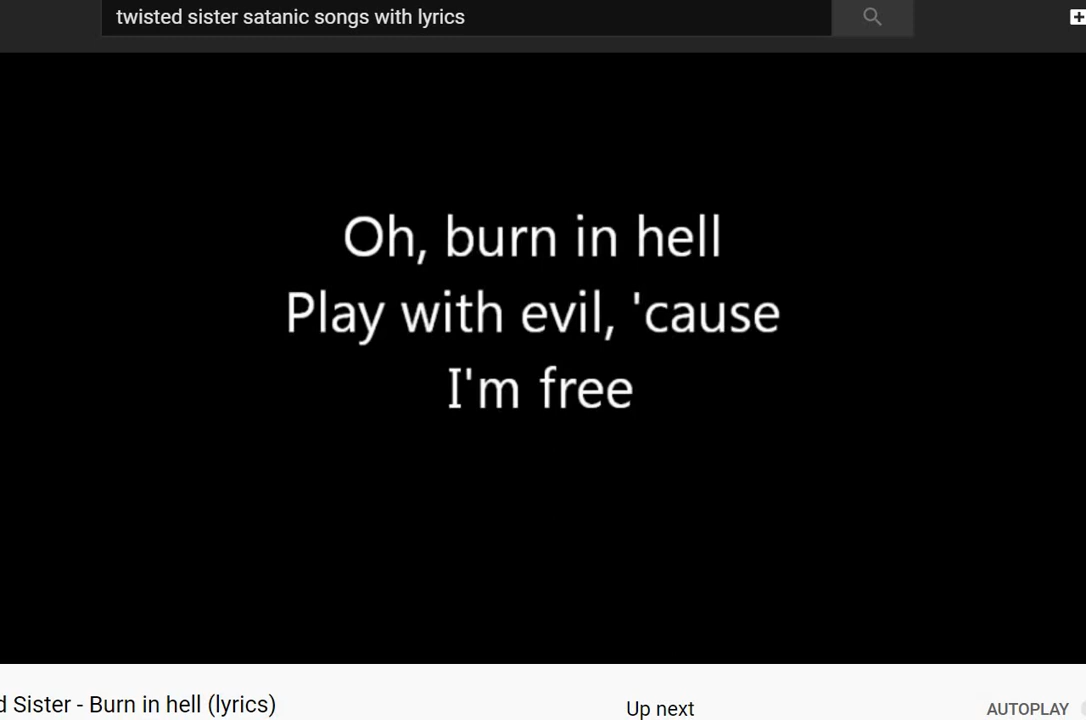 twisted sister satanic songs with lyrics
Oh, burn in hell
Play with evil, 'cause
I'm free
d Sister - Burn in hell (lyrics)
Up next
AUTOPLAY